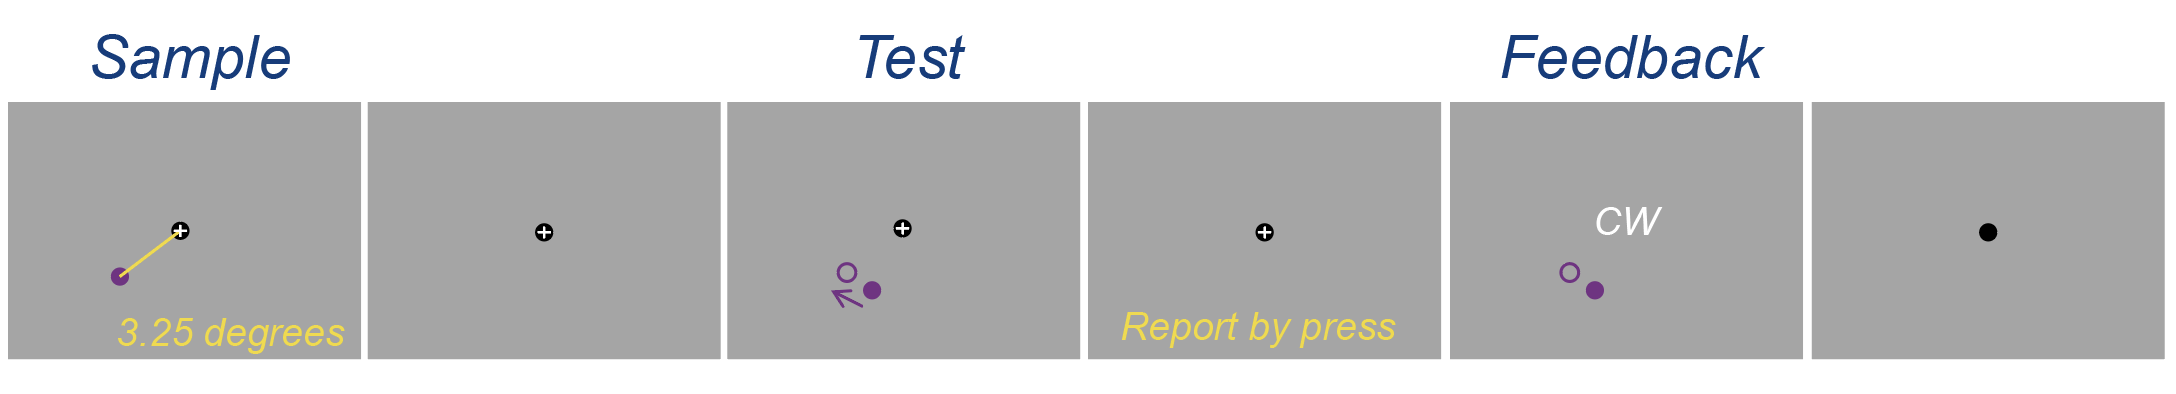 Sample
Test
Feedback
3.25 degrees
Report by press
CW